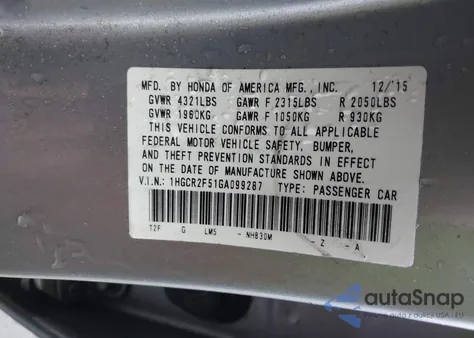 MFD. BY HONDA OF AMERICA MFG., INC. 12/15
GVWR 4321LBS GAWR F 2315LBS R 2050LBS
GVWR 1960KG GAWR F 1050KG R 930KG
THIS VEHICLE CONFORMS TO ALL APPLICABLE
FEDERAL MOTOR VEHICLE SAFETY, BUMPER,
AND THEFT PREVENTION STANDARDS IN EFFECT
ON THE DATE OF MANUFACTURE SHOWN ABOVE.
V.I.N.: 1HGCR2F51GA099287 TYPE: PASSENGER CAR
T2F G LM5 - NH830M - Z - A
autaSnap